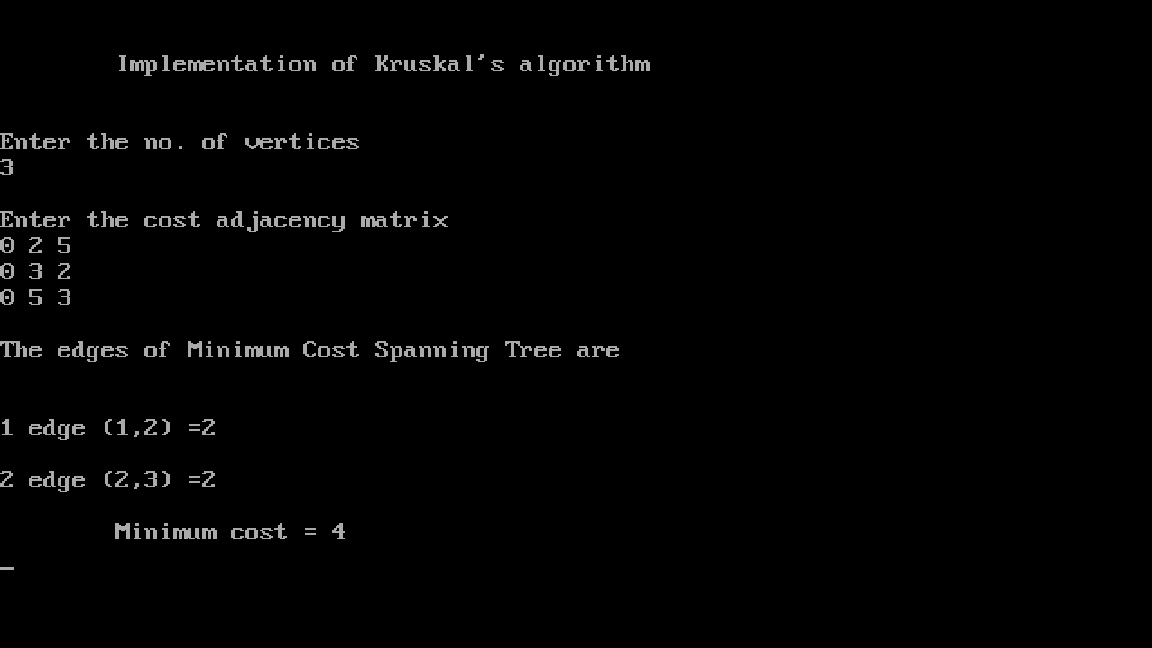 Implementation of Kruskal's algorithm
Enter the no. of vertices
3
Enter the cost adjacency matrix
0 2 5
0 3 2
0 5 3
The edges of Minimum Cost Spanning Tree are
1 edge (1,2) =2
2 edge (2,3) =2
Minimum cost = 4